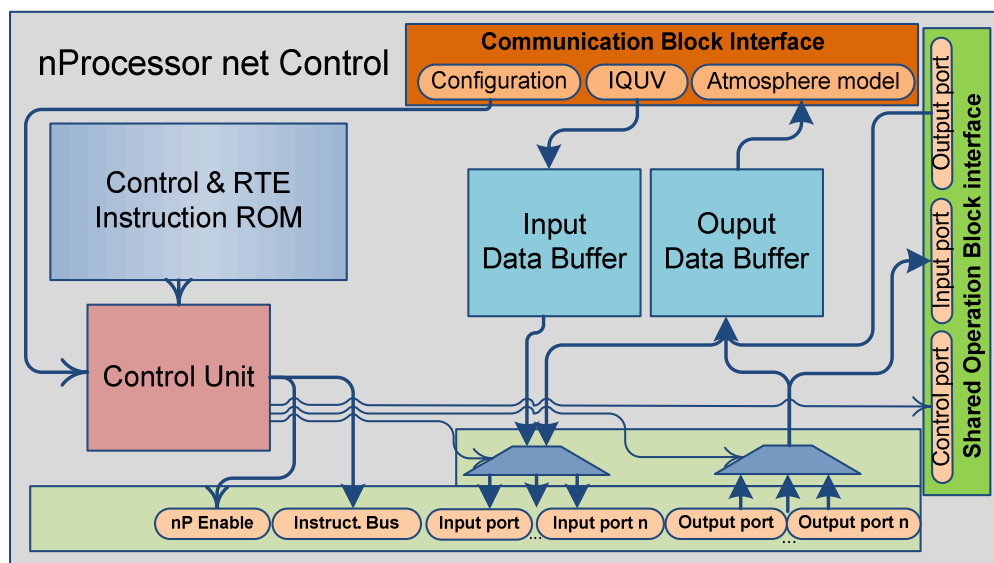 nProcessor net Control
Communication Block Interface
Configuration
IQUV
Atmosphere model
Output port
Input port
Control port
Shared Operation Block interface
Control & RTE
Instruction ROM
Input
Data Buffer
Ouput
Data Buffer
Control Unit
nP Enable
Instruct. Bus
Input port
...
Input port n
Output port
...
Output port n